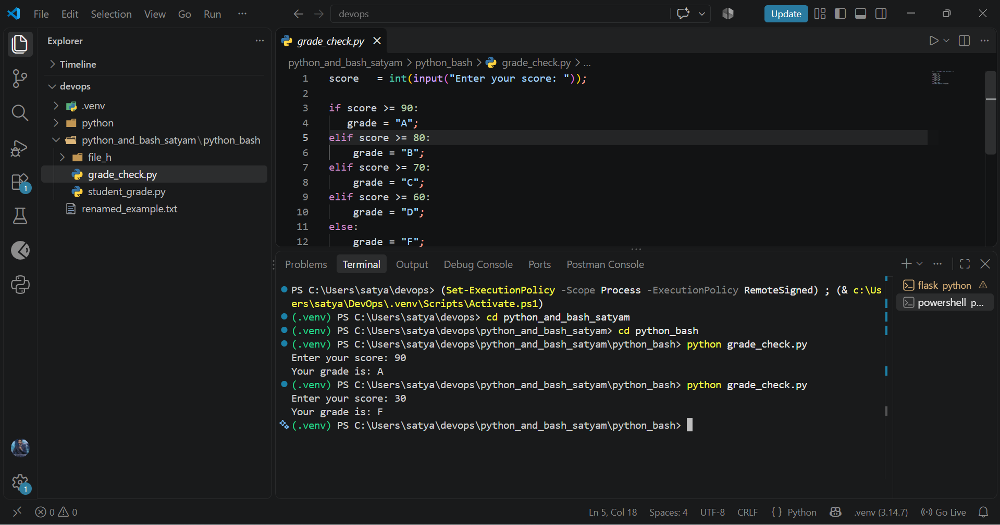 File Edit Selection View Go Run ···
devops
Update
Explorer ···
Timeline
devops
.venv
python
python_and_bash_satyam\python_bash
file_h
grade_check.py
student_grade.py
renamed_example.txt
1
1
grade_check.py
python_and_bash_satyam > python_bash > grade_check.py > ...
1 score   = int(input("Enter your score: "));
2
3 if score >= 90:
4    grade = "A";
5 elif score >= 80:
6     grade = "B";
7 elif score >= 70:
8     grade = "C";
9 elif score >= 60:
10     grade = "D";
11 else:
12     grade = "F";
Problems Terminal Output Debug Console Ports Postman Console
PS C:\Users\satya\devops> (Set-ExecutionPolicy -Scope Process -ExecutionPolicy RemoteSigned) ; (& c:\Us
ers\satya\DevOps\.venv\Scripts\Activate.ps1)
(.venv) PS C:\Users\satya\devops> cd python_and_bash_satyam
(.venv) PS C:\Users\satya\devops\python_and_bash_satyam> cd python_bash
(.venv) PS C:\Users\satya\devops\python_and_bash_satyam\python_bash> python grade_check.py
Enter your score: 90
Your grade is: A
(.venv) PS C:\Users\satya\devops\python_and_bash_satyam\python_bash> python grade_check.py
Enter your score: 30
Your grade is: F
(.venv) PS C:\Users\satya\devops\python_and_bash_satyam\python_bash>
flask python
powershell p...
0 0
Ln 5, Col 18 Spaces: 4 UTF-8 CRLF { } Python .venv (3.14.7) Go Live